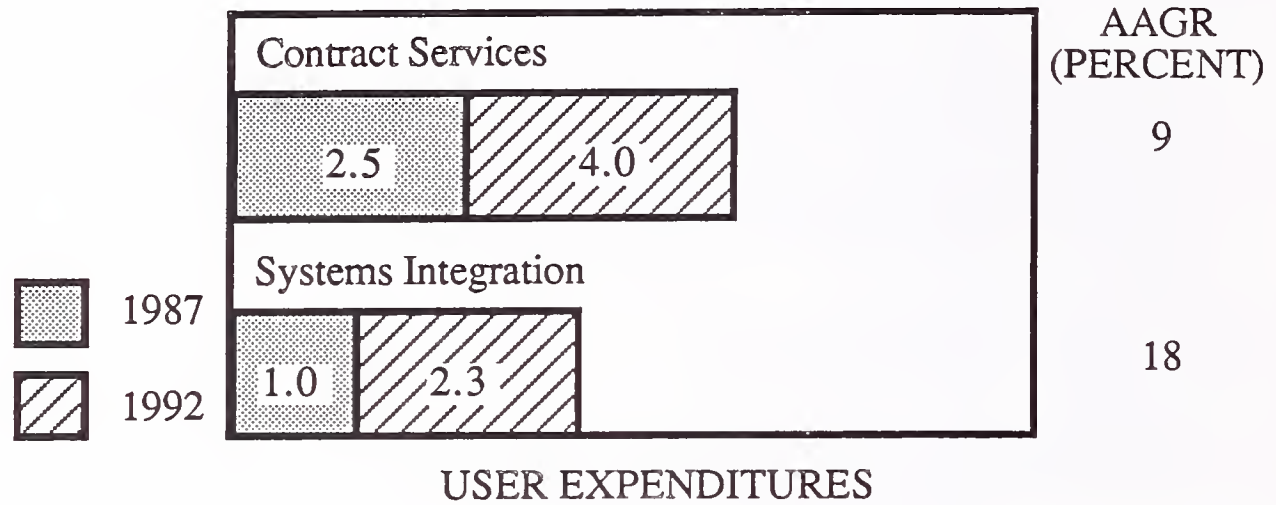 AAGR
(PERCENT)
Contract Services
2.5
4.0
9
Systems Integration
1987
1.0
2.3
18
1992
USER EXPENDITURES